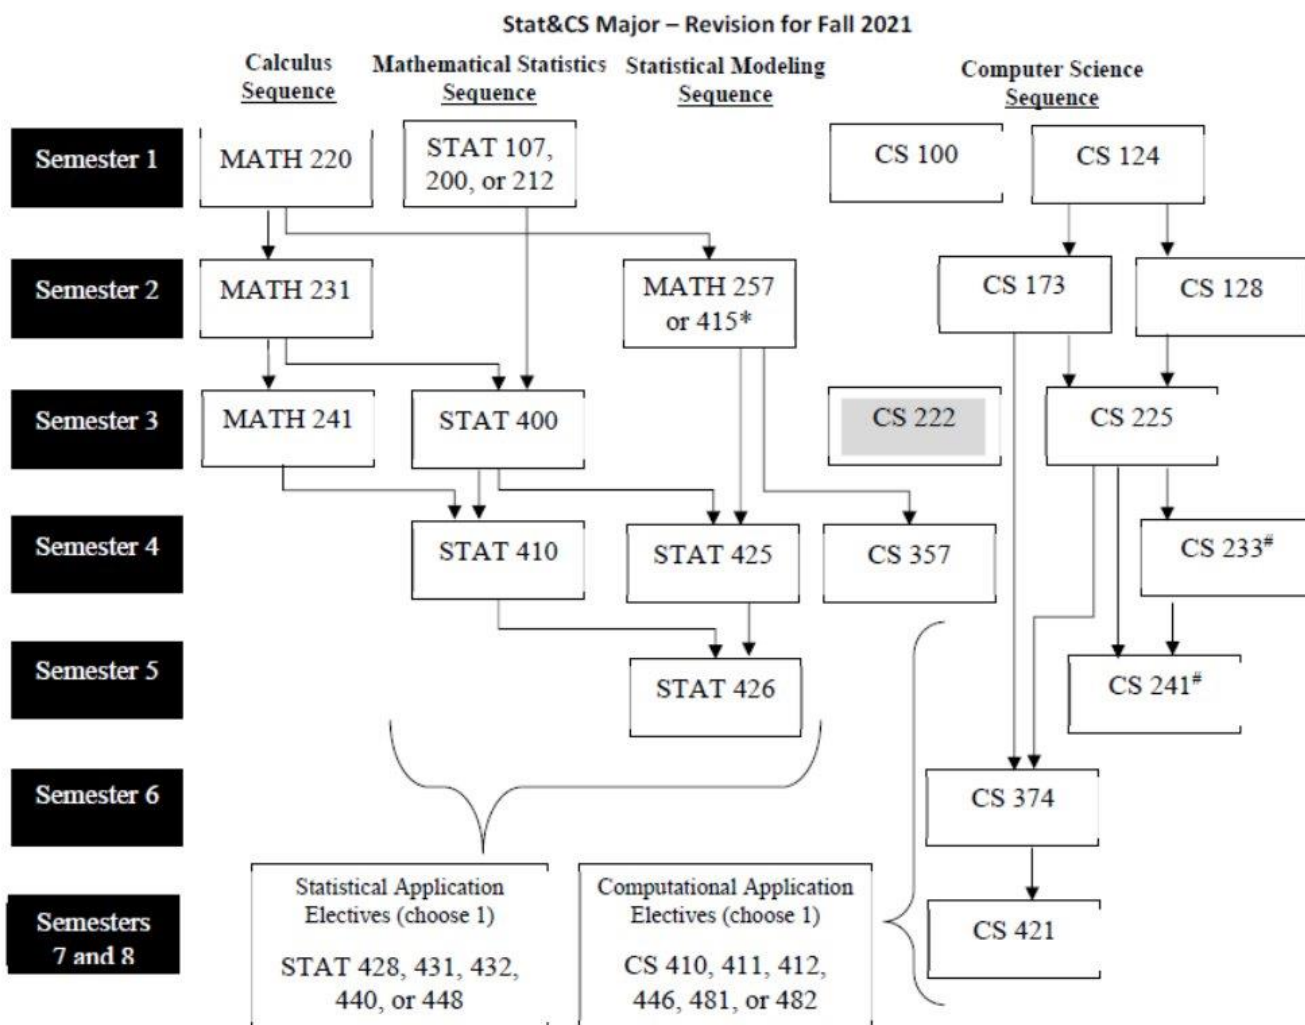 Stat&CS Major – Revision for Fall 2021
Calculus
Sequence
Mathematical Statistics
Sequence
Statistical Modeling
Sequence
Computer Science
Sequence
Semester 1
MATH 220
STAT 107,
200, or 212
CS 100
CS 124
Semester 2
MATH 231
MATH 257
or 415*
CS 173
CS 128
Semester 3
MATH 241
STAT 400
CS 222
CS 225
Semester 4
STAT 410
STAT 425
CS 357
CS 233#
Semester 5
STAT 426
CS 241#
Semester 6
CS 374
Semesters
7 and 8
Statistical Application
Electives (choose 1)
STAT 428, 431, 432,
440, or 448
Computational Application
Electives (choose 1)
CS 410, 411, 412,
446, 481, or 482
CS 421